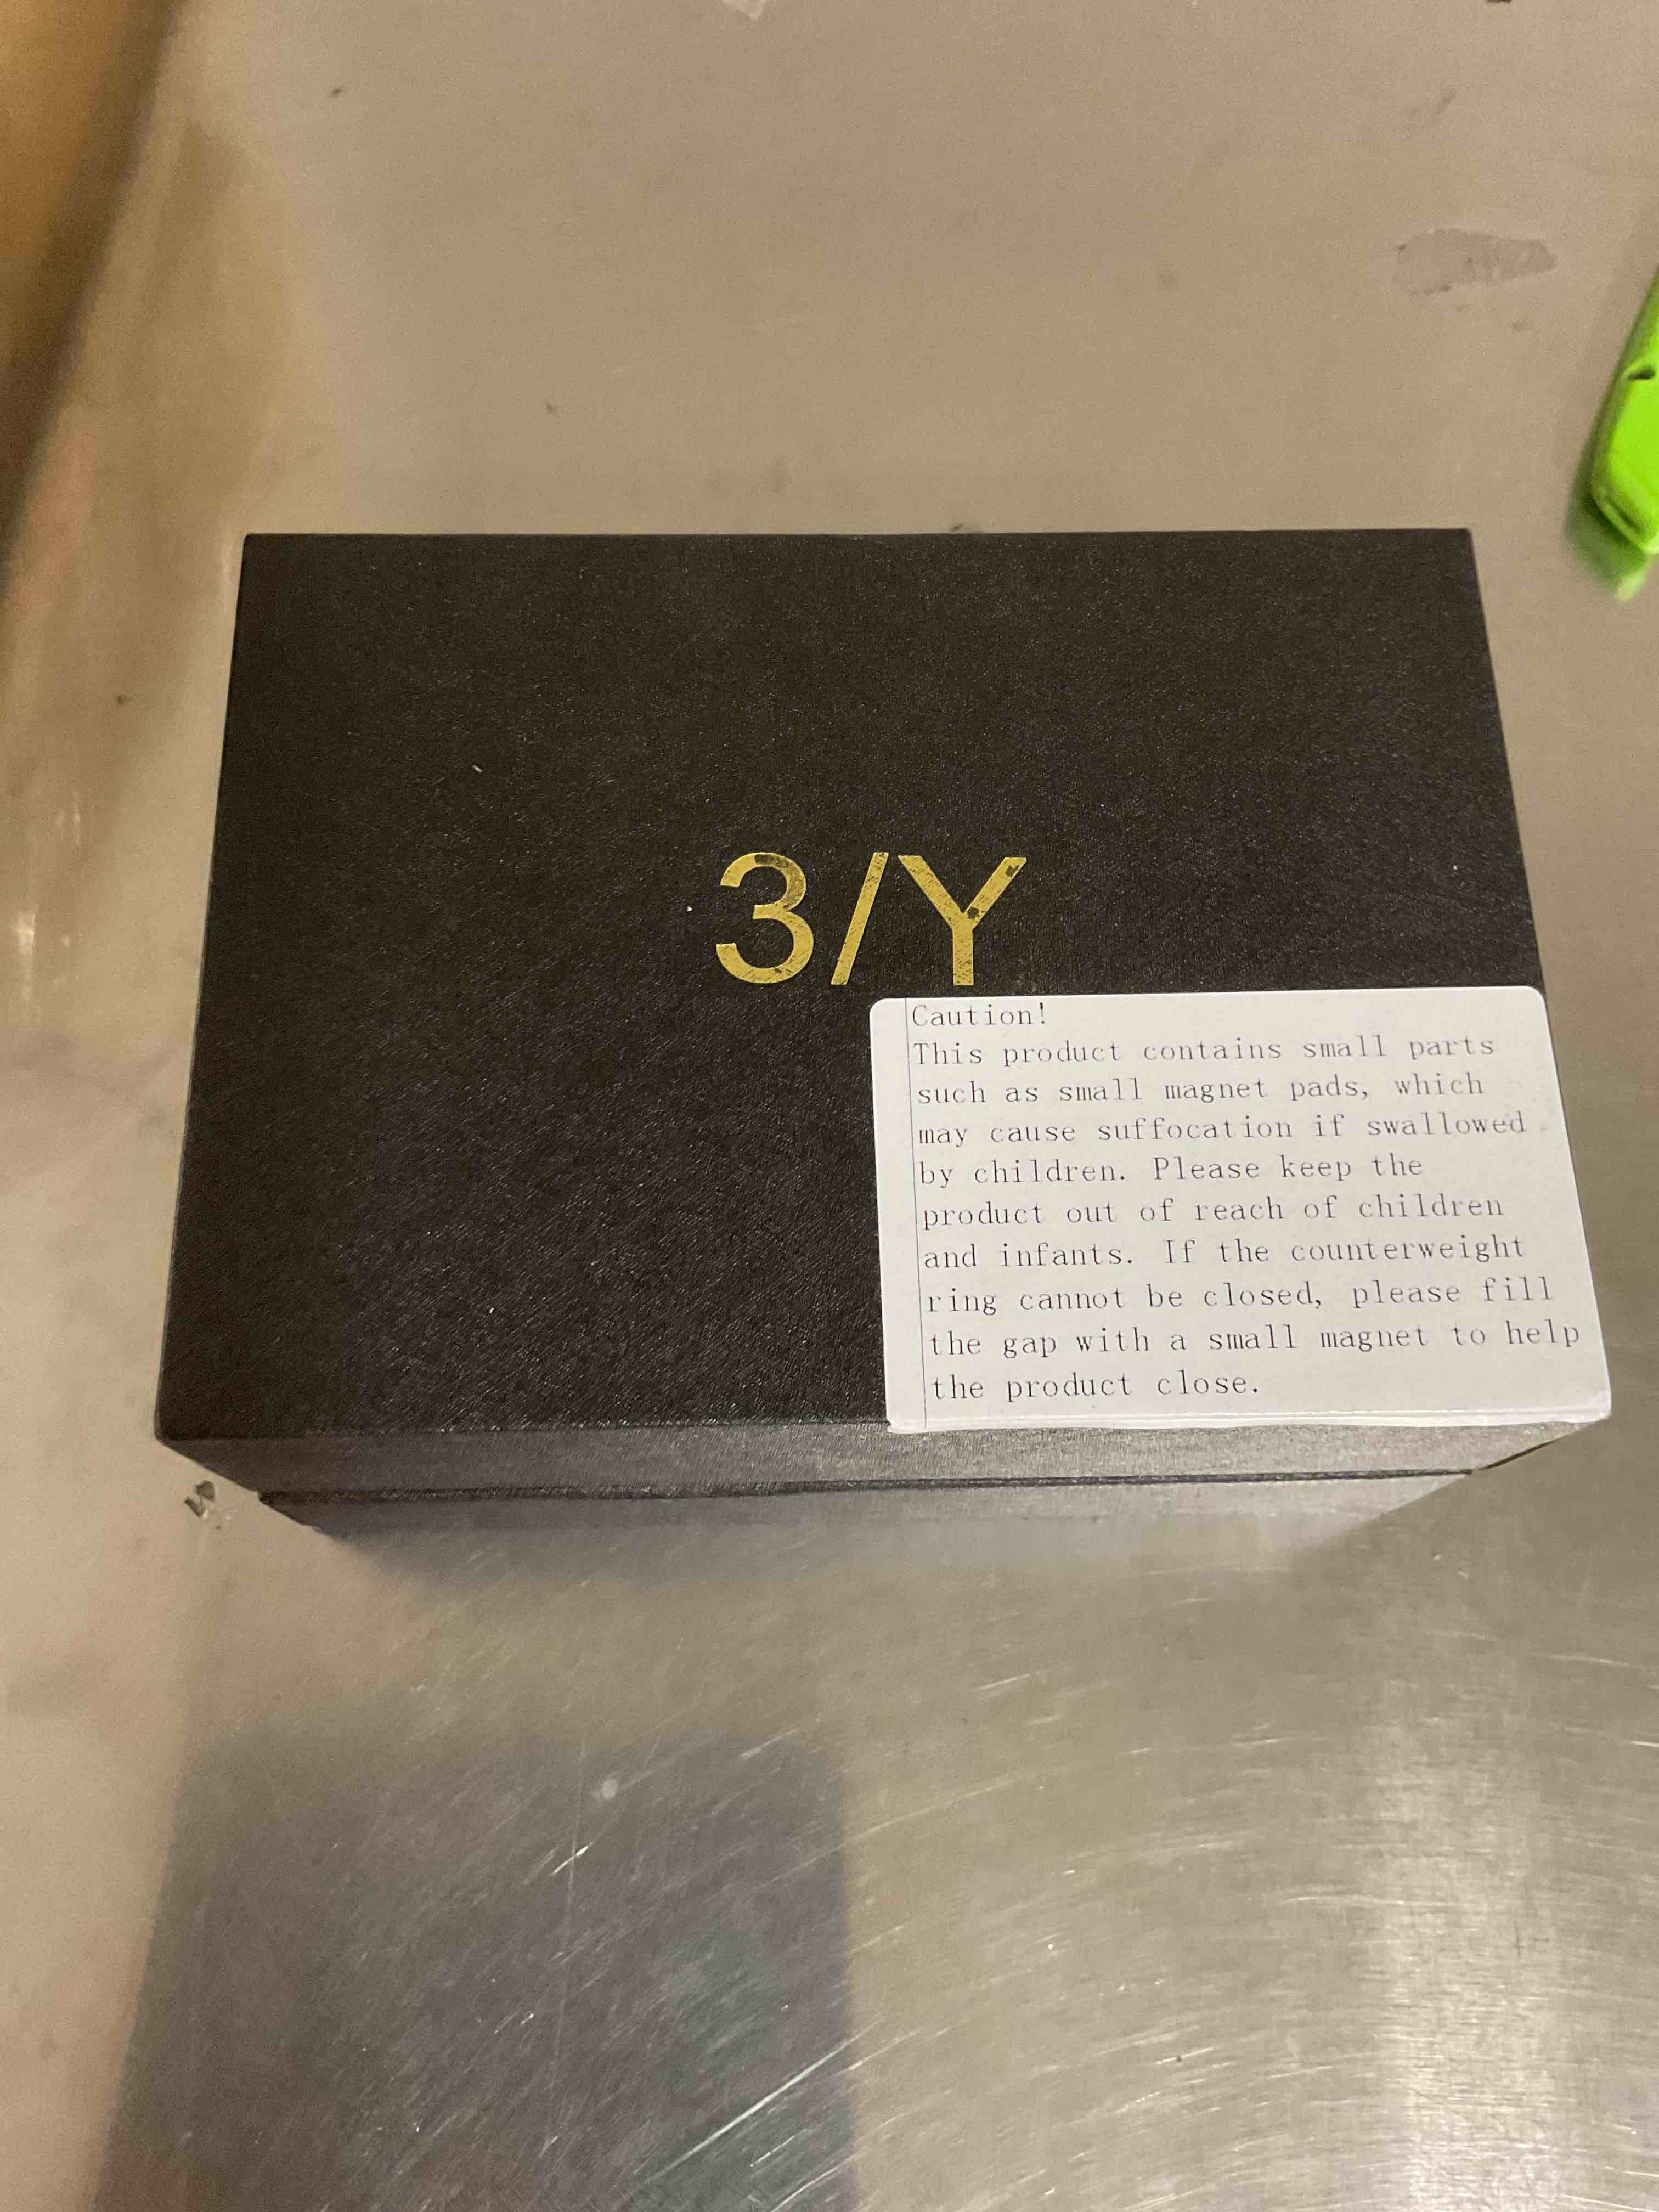 3/Y
Caution!
This product contains small parts
such as small magnet pads, which
may cause suffocation if swallowed
by children. Please keep the
product out of reach of children
and infants. If the counterweight
ring cannot be closed, please fill
the gap with a small magnet to help
the product close.